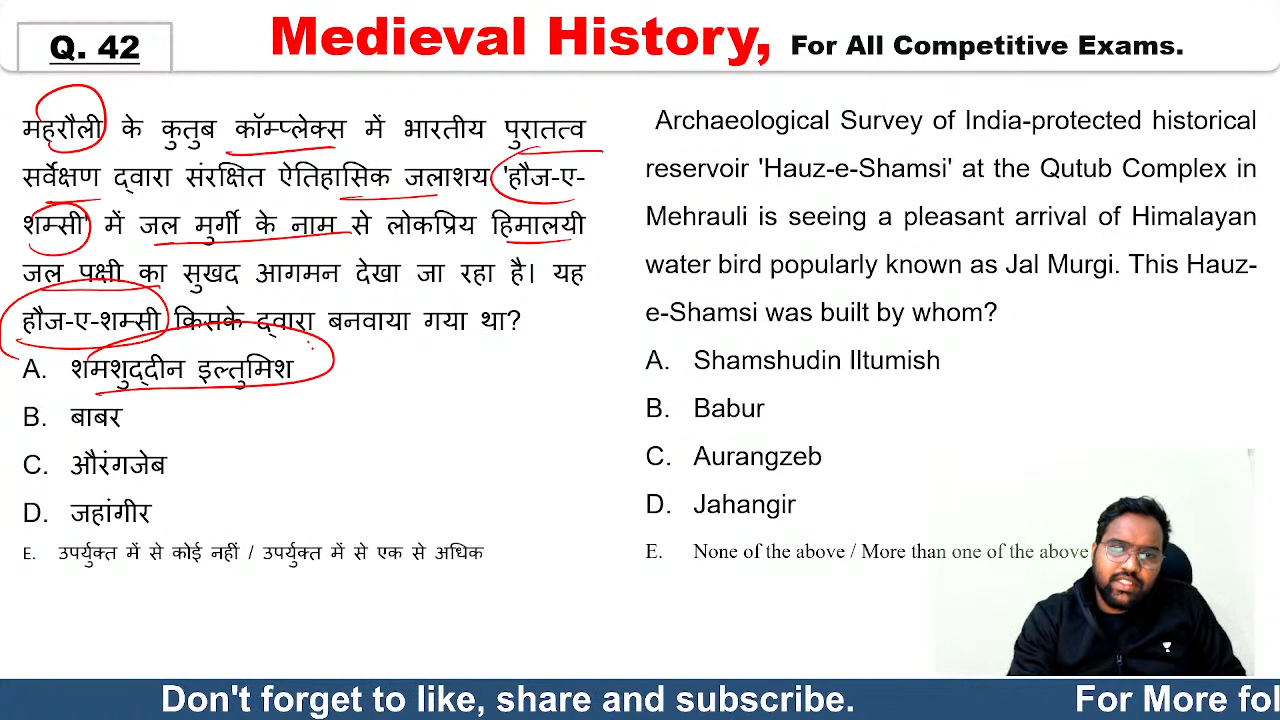 Q. 42
Medieval History, For All Competitive Exams.
महरौली के कुतुब कॉम्प्लेक्स में भारतीय पुरातत्व
सर्वेक्षण द्वारा संरक्षित ऐतिहासिक जलाशय 'हौज-ए-
शम्सी' में जल मुर्गी के नाम से लोकप्रिय हिमालयी
जल पक्षी का सुखद आगमन देखा जा रहा है। यह
हौज-ए-शम्सी किसके द्वारा बनवाया गया था?
A. शमशुद्दीन इल्तुमिश
B. बाबर
C. औरंगजेब
D. जहांगीर
E. उपर्युक्त में से कोई नहीं / उपर्युक्त में से एक से अधिक
Archaeological Survey of India-protected historical
reservoir 'Hauz-e-Shamsi' at the Qutub Complex in
Mehrauli is seeing a pleasant arrival of Himalayan
water bird popularly known as Jal Murgi. This Hauz-
e-Shamsi was built by whom?
A. Shamshudin Iltumish
B. Babur
C. Aurangzeb
D. Jahangir
E. None of the above / More than one of the above
Don't forget to like, share and subscribe.
For More fol